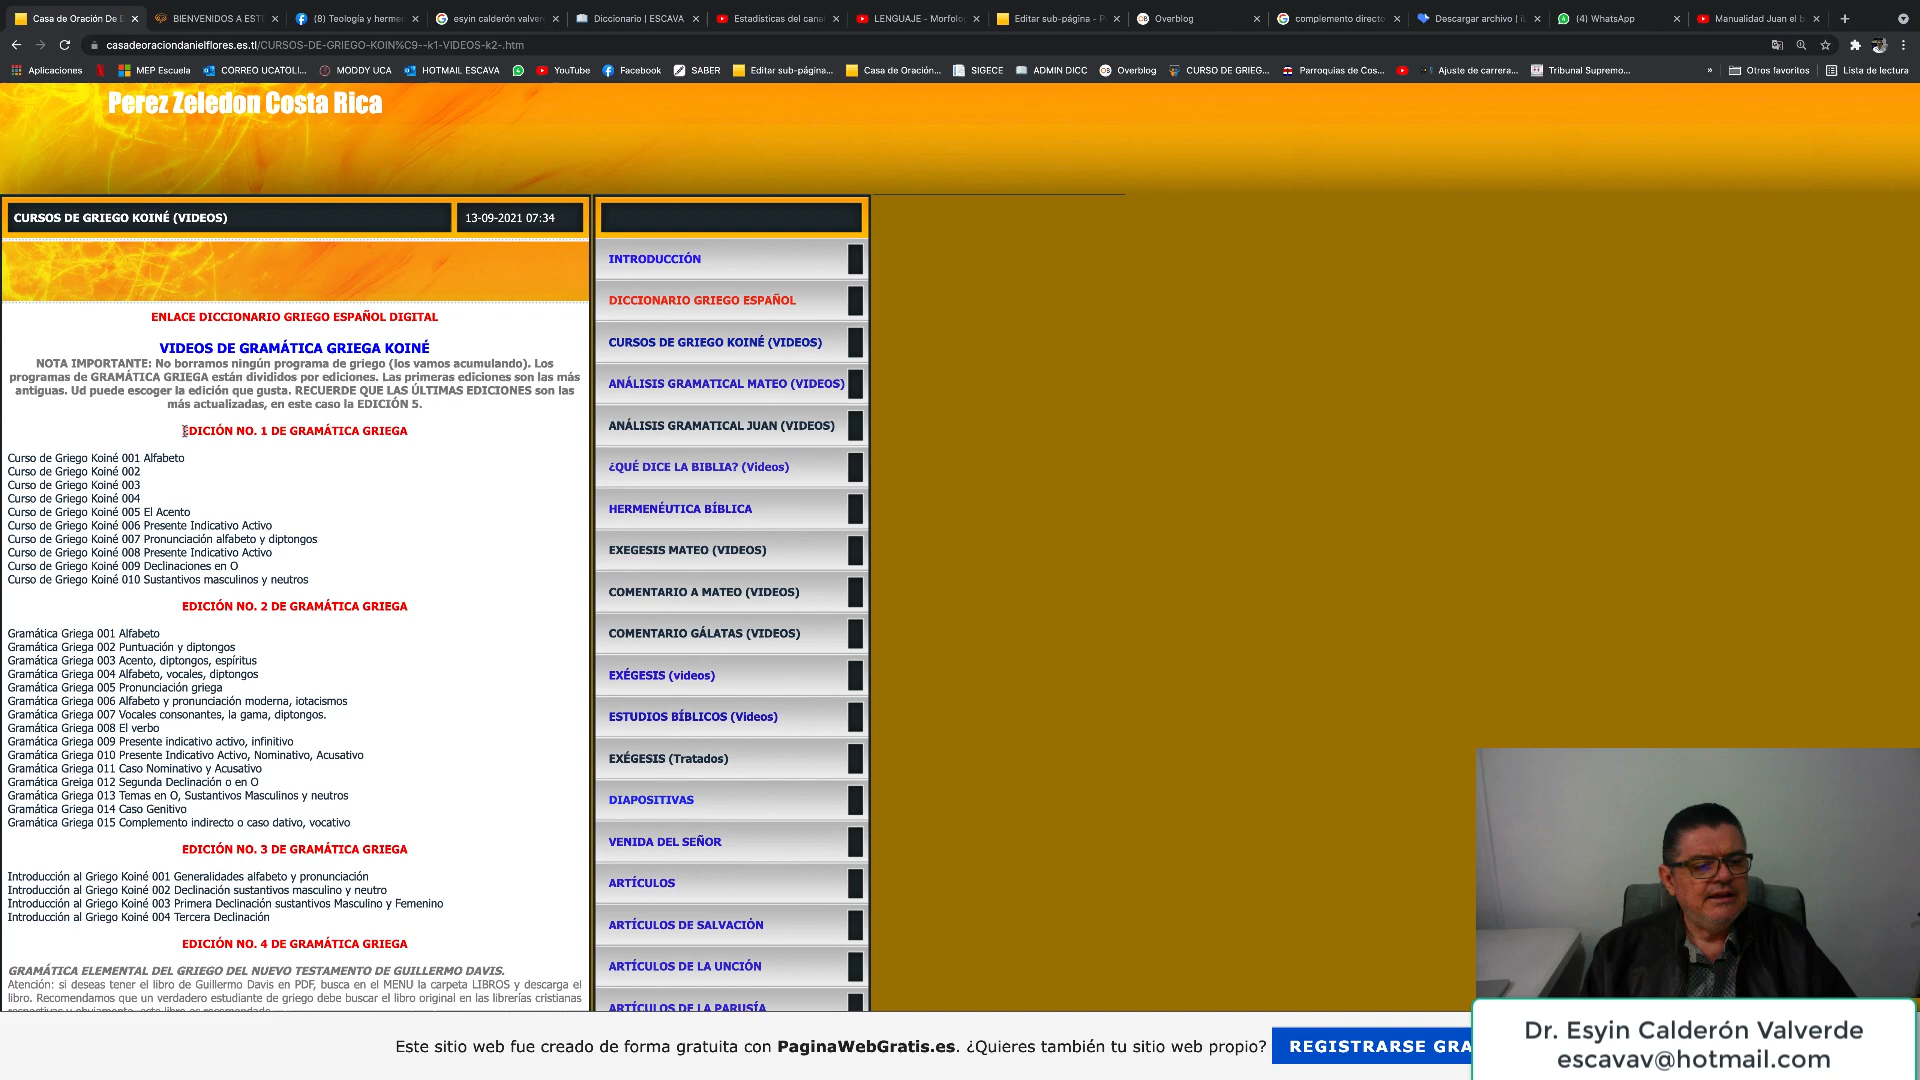 Casa de Oración De D
BIENVENIDOS A EST
(8) Teología y herme
esyin calderón valver
Diccionario | ESCAVA
Estadísticas del canal
LENGUAJE - Morfolo
Editar sub-página - P
Overblog
complemento directo
Descargar archivo | iL
(4) WhatsApp
Manualidad Juan el b
casadeoraciondanielflores.es.tl/CURSOS-DE-GRIEGO-KOIN%C9--k1-VIDEOS-k2-.htm
Aplicaciones
MEP Escuela
CORREO UCATOLI...
MODDY UCA
HOTMAIL ESCAVA
YouTube
Facebook
SABER
Editar sub-página...
Casa de Oración...
SIGECE
ADMIN DICC
Overblog
CURSO DE GRIEG...
Parroquias de Cos...
Ajuste de carrera...
Tribunal Supremo...
»
Otros favoritos
Lista de lectura
Perez Zeledon Costa Rica
CURSOS DE GRIEGO KOINÉ (VIDEOS)
13-09-2021 07:34
ENLACE DICCIONARIO GRIEGO ESPAÑOL DIGITAL
VIDEOS DE GRAMÁTICA GRIEGA KOINÉ
NOTA IMPORTANTE: No borramos ningún programa de griego (los vamos acumulando). Los
programas de GRAMÁTICA GRIEGA están divididos por ediciones. Las primeras ediciones son las más
antiguas. Ud puede escoger la edición que gusta. RECUERDE QUE LAS ÚLTIMAS EDICIONES son las
más actualizadas, en este caso la EDICIÓN 5.
EDICIÓN NO. 1 DE GRAMÁTICA GRIEGA
Curso de Griego Koiné 001 Alfabeto
Curso de Griego Koiné 002
Curso de Griego Koiné 003
Curso de Griego Koiné 004
Curso de Griego Koiné 005 El Acento
Curso de Griego Koiné 006 Presente Indicativo Activo
Curso de Griego Koiné 007 Pronunciación alfabeto y diptongos
Curso de Griego Koiné 008 Presente Indicativo Activo
Curso de Griego Koiné 009 Declinaciones en O
Curso de Griego Koiné 010 Sustantivos masculinos y neutros
EDICIÓN NO. 2 DE GRAMÁTICA GRIEGA
Gramática Griega 001 Alfabeto
Gramática Griega 002 Puntuación y diptongos
Gramática Griega 003 Acento, diptongos, espíritus
Gramática Griega 004 Alfabeto, vocales, diptongos
Gramática Griega 005 Pronunciación griega
Gramática Griega 006 Alfabeto y pronunciación moderna, iotacismos
Gramática Griega 007 Vocales consonantes, la gama, diptongos.
Gramática Griega 008 El verbo
Gramática Griega 009 Presente indicativo activo, infinitivo
Gramática Griega 010 Presente Indicativo Activo, Nominativo, Acusativo
Gramática Griega 011 Caso Nominativo y Acusativo
Gramática Greiga 012 Segunda Declinación o en O
Gramática Griega 013 Temas en O, Sustantivos Masculinos y neutros
Gramática Griega 014 Caso Genitivo
Gramática Griega 015 Complemento indirecto o caso dativo, vocativo
EDICIÓN NO. 3 DE GRAMÁTICA GRIEGA
Introducción al Griego Koiné 001 Generalidades alfabeto y pronunciación
Introducción al Griego Koiné 002 Declinación sustantivos masculino y neutro
Introducción al Griego Koiné 003 Primera Declinación sustantivos Masculino y Femenino
Introducción al Griego Koiné 004 Tercera Declinación
EDICIÓN NO. 4 DE GRAMÁTICA GRIEGA
GRAMÁTICA ELEMENTAL DEL GRIEGO DEL NUEVO TESTAMENTO DE GUILLERMO DAVIS.
Atención: si deseas tener el libro de Guillermo Davis en PDF, busca en el MENU la carpeta LIBROS y descarga el
libro. Recomendamos que un verdadero estudiante de griego debe buscar el libro original en las librerías cristianas
INTRODUCCIÓN
DICCIONARIO GRIEGO ESPAÑOL
CURSOS DE GRIEGO KOINÉ (VIDEOS)
ANÁLISIS GRAMATICAL MATEO (VIDEOS)
ANÁLISIS GRAMATICAL JUAN (VIDEOS)
¿QUÉ DICE LA BIBLIA? (Videos)
HERMENÉUTICA BÍBLICA
EXEGESIS MATEO (VIDEOS)
COMENTARIO A MATEO (VIDEOS)
COMENTARIO GÁLATAS (VIDEOS)
EXÉGESIS (videos)
ESTUDIOS BÍBLICOS (Videos)
EXÉGESIS (Tratados)
DIAPOSITIVAS
VENIDA DEL SEÑOR
ARTÍCULOS
ARTÍCULOS DE SALVACIÓN
ARTÍCULOS DE LA UNCIÓN
ARTÍCULOS DE LA PARUSÍA
Este sitio web fue creado de forma gratuita con PaginaWebGratis.es. ¿Quieres también tu sitio web propio?
REGISTRARSE GRA
Dr. Esyin Calderón Valverde
escavav@hotmail.com